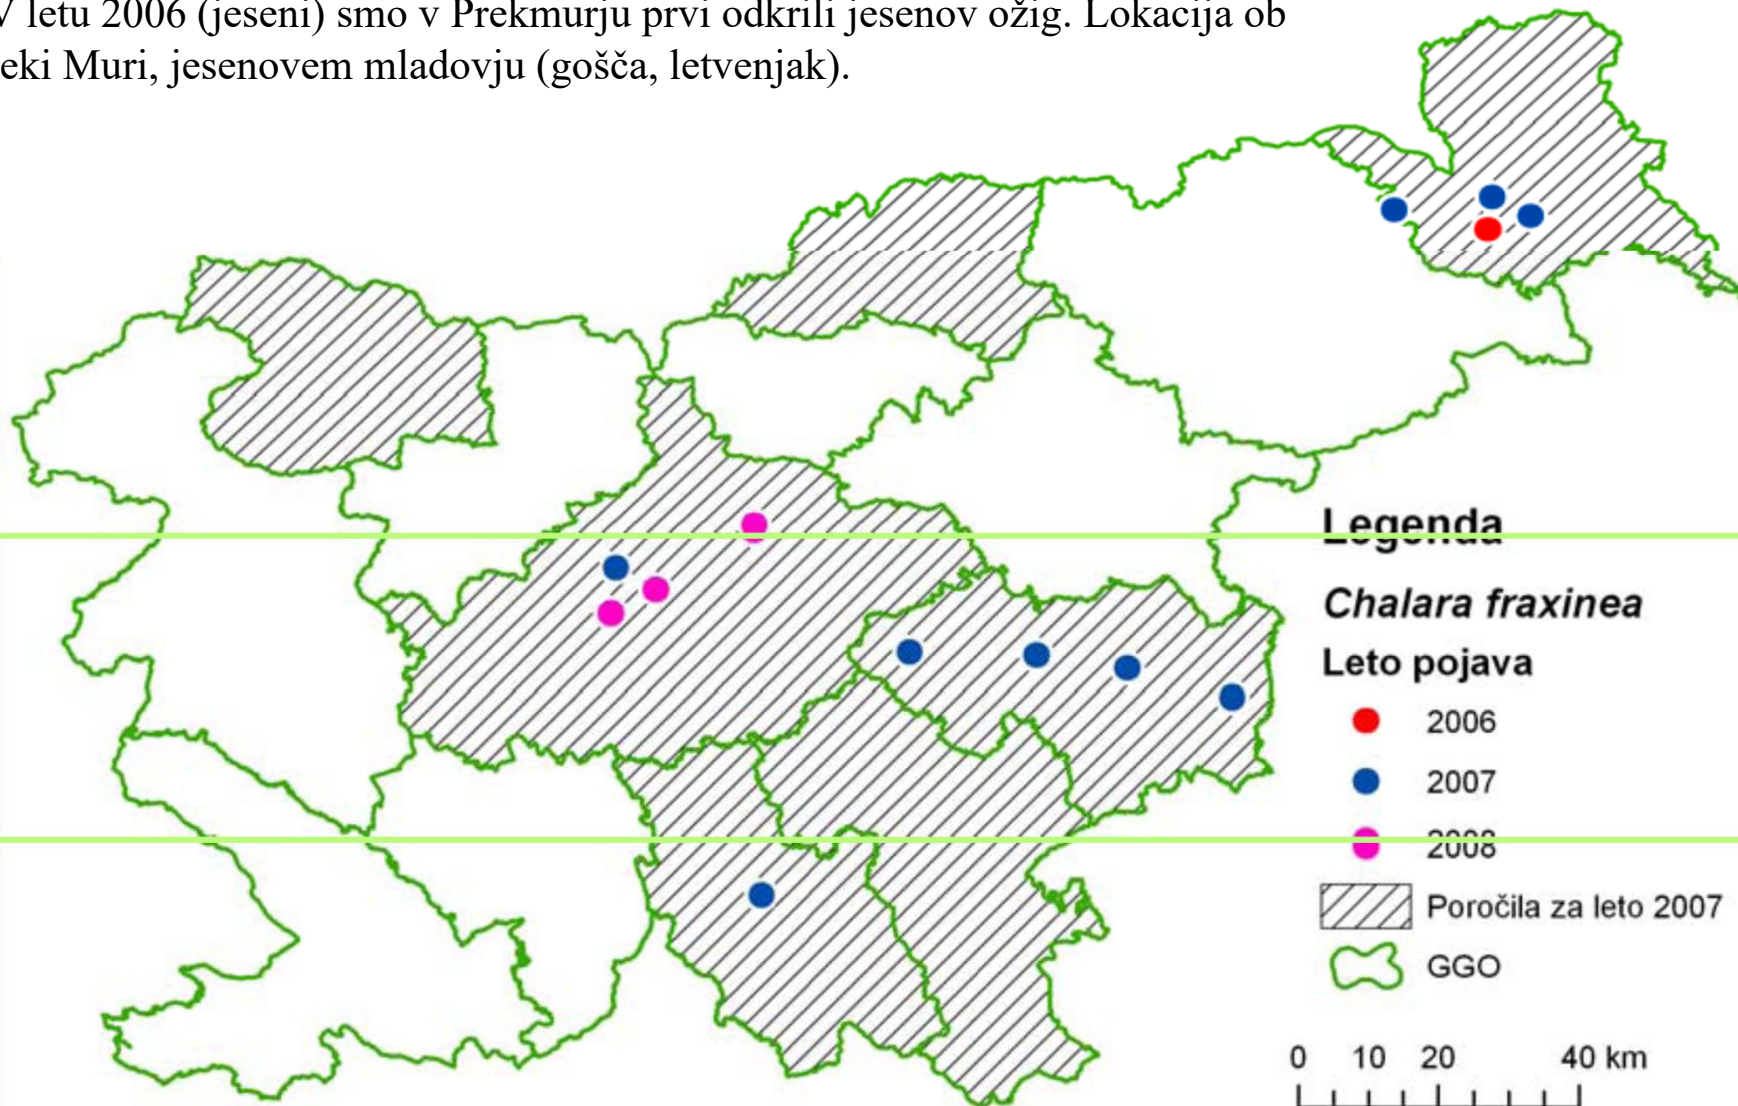 V letu 2006 (jeseni) smo v Prekmurju prvi odkrili jesenov ožig. Lokacija ob
eki Muri, jesenovem mladovju (gošča, letvenjak).
Legenda
Chalara fraxinea
Leto pojava
2006
2007
2008
Poročila za leto 2007
GGO
0 10 20 40 km